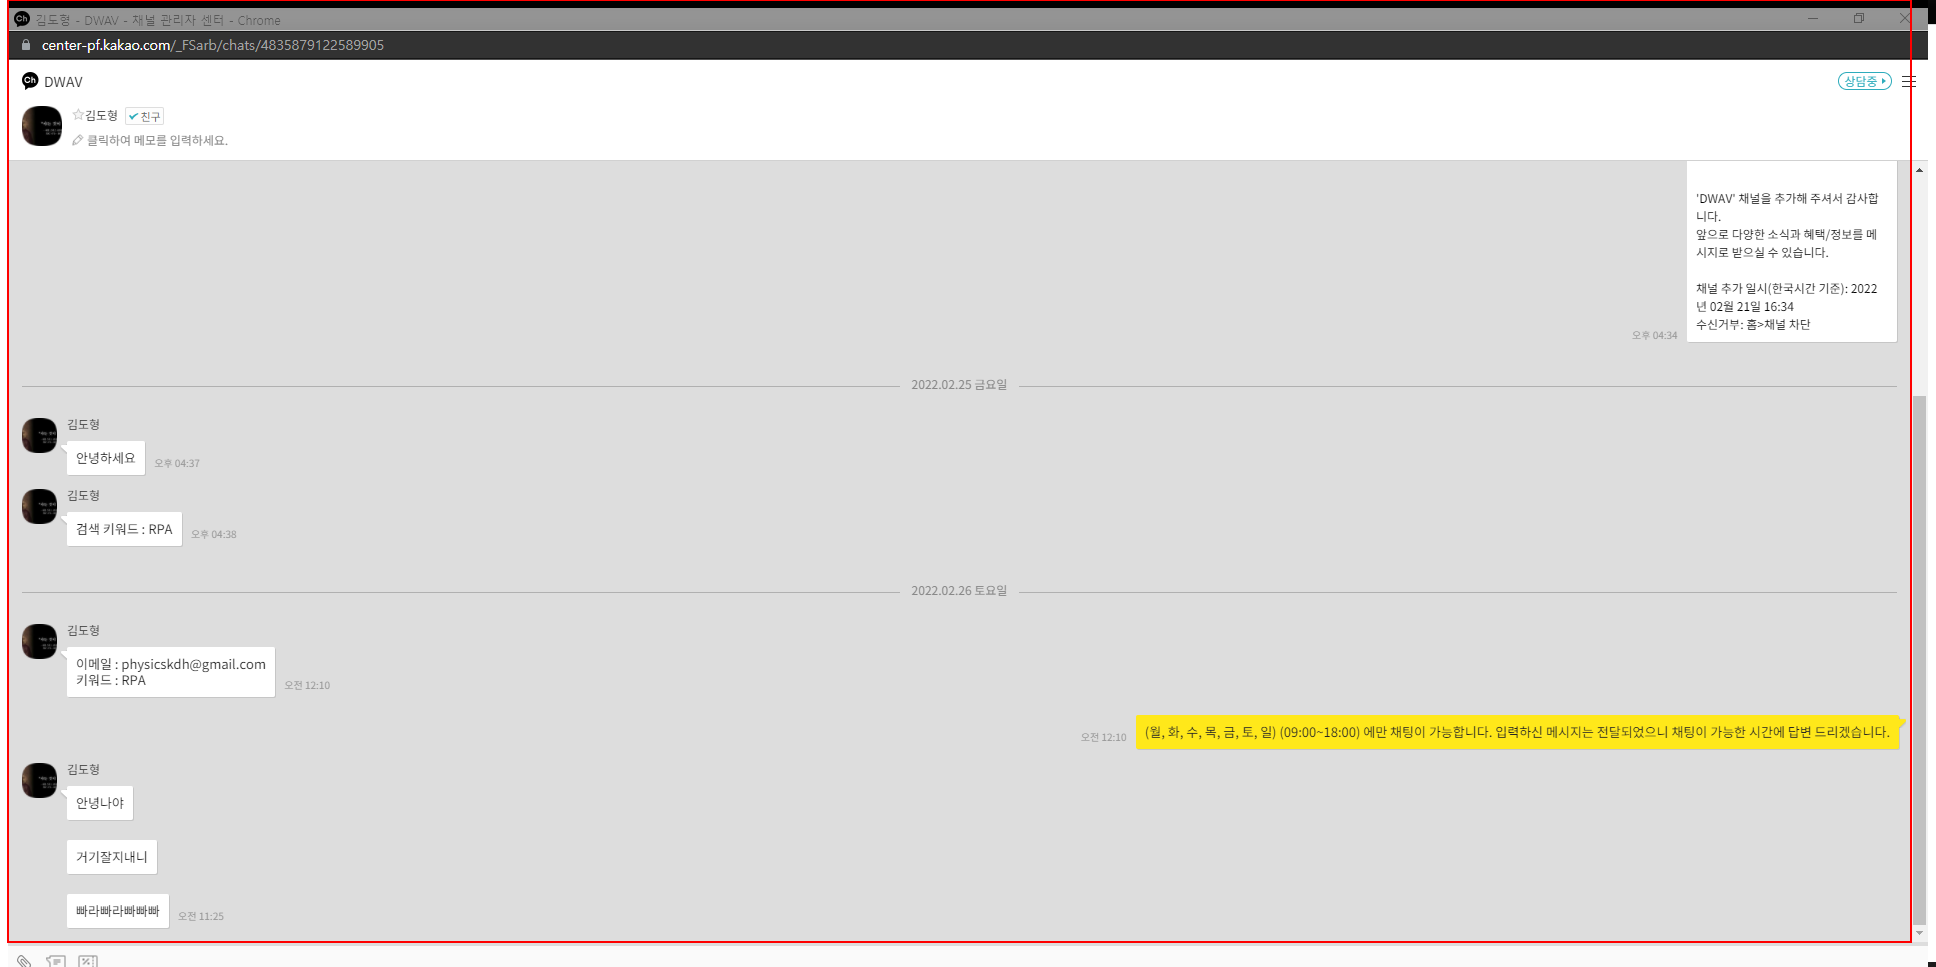 김도형 - DWAV - 채널 관리자 센터 - Chrome
center-pf.kakao.com/_FSarb/chats/4835879122589905
Ch DWAV
상담중
☆김도형 친구
클릭하여 메모를 입력하세요.
'DWAV' 채널을 추가해 주셔서 감사합
니다.
앞으로 다양한 소식과 혜택/정보를 메
시지로 받으실 수 있습니다.
채널 추가 일시(한국시간 기준): 2022
년 02월 21일 16:34
수신거부: 홈>채널 차단
오후 04:34
2022.02.25 금요일
김도형
안녕하세요
오후 04:37
김도형
검색 키워드 : RPA
오후 04:38
2022.02.26 토요일
김도형
이메일 : physicskdh@gmail.com
키워드 : RPA
오전 12:10
오전 12:10
(월, 화, 수, 목, 금, 토, 일) (09:00~18:00) 에만 채팅이 가능합니다. 입력하신 메시지는 전달되었으니 채팅이 가능한 시간에 답변 드리겠습니다.
김도형
안녕나야
거기잘지내니
빠라빠라빠빠빠
오전 11:25